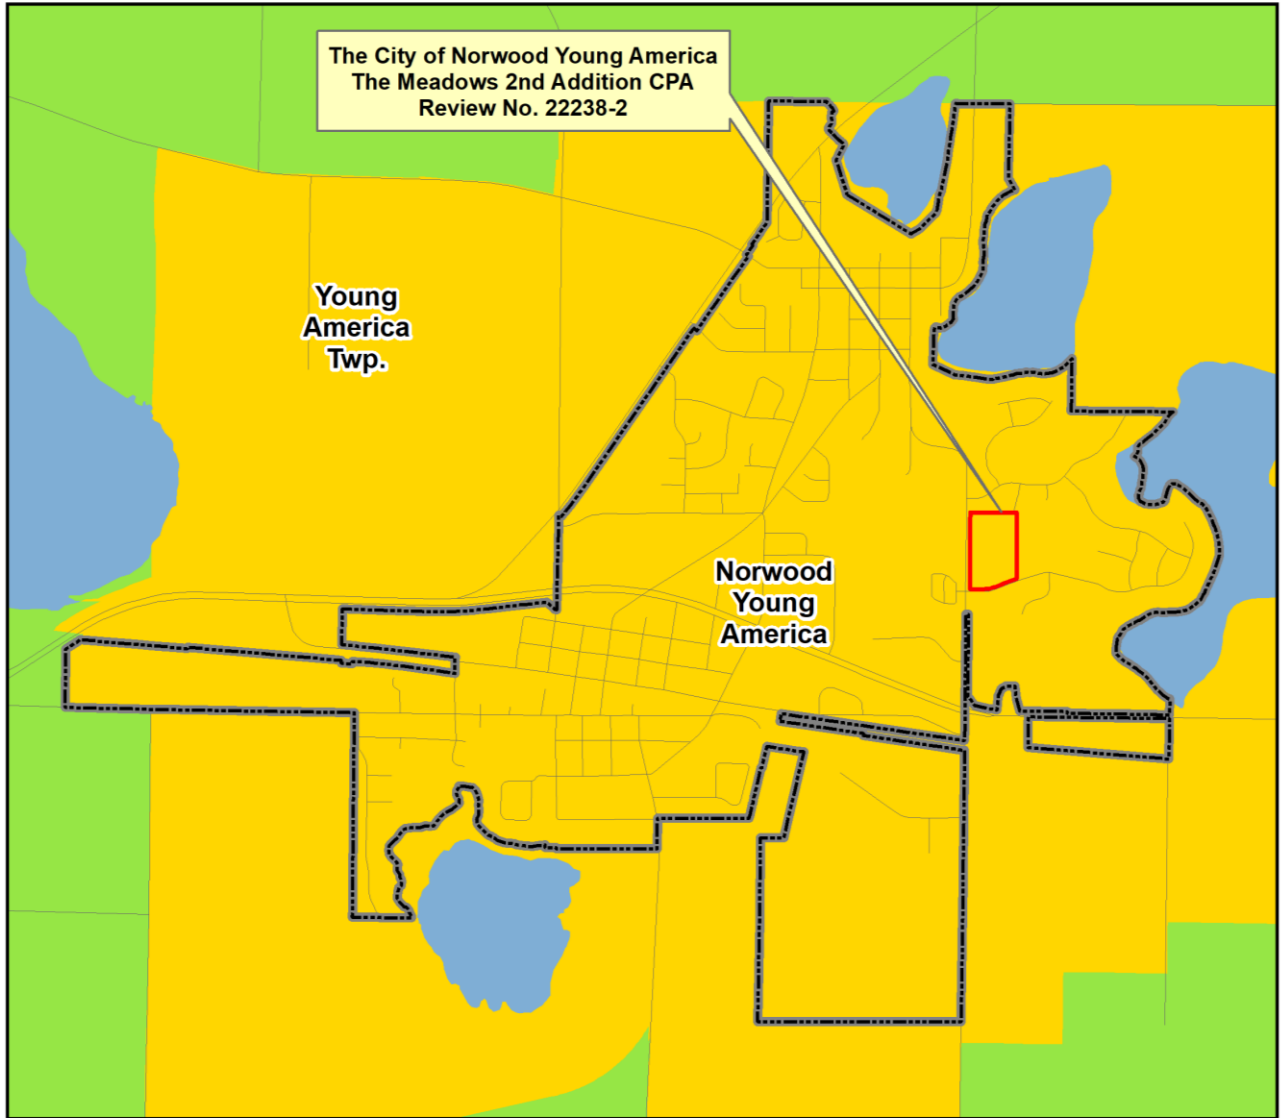 The City of Norwood Young America
The Meadows 2nd Addition CPA
Review No. 22238-2
Young
America
Twp.
Norwood
Young
America